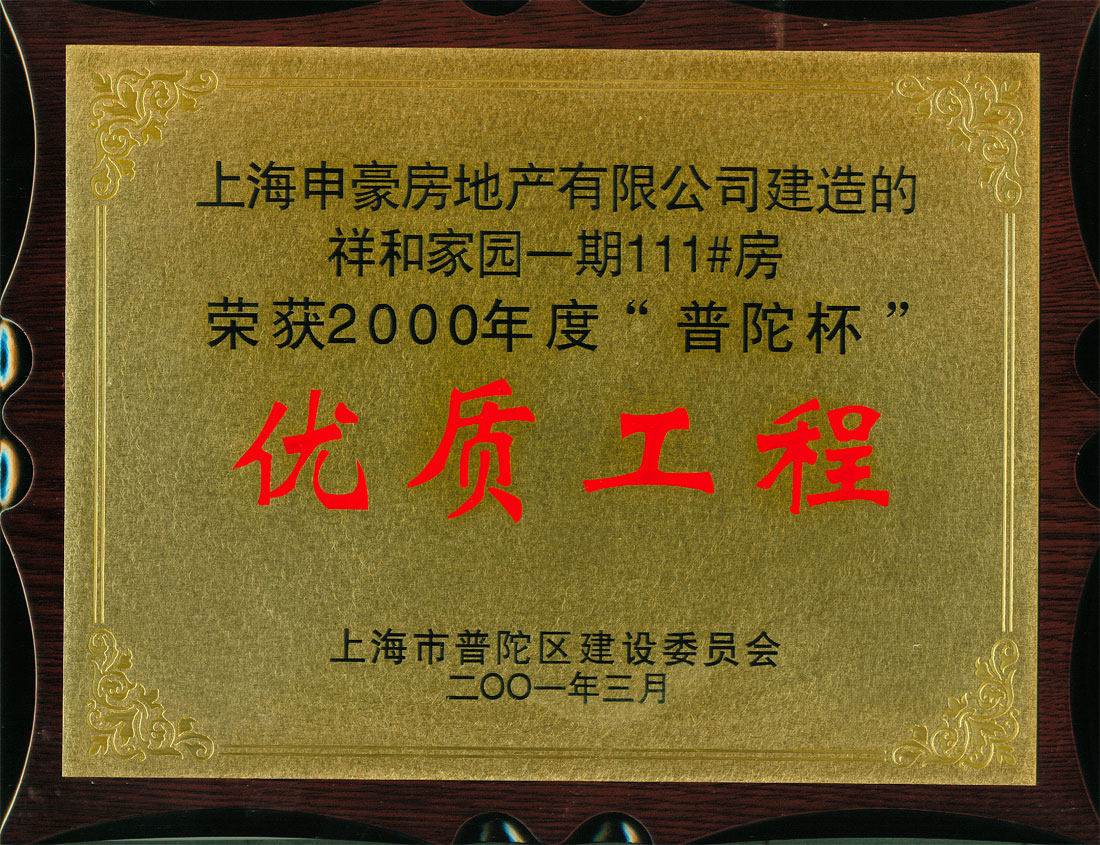 上海申豪房地产有限公司建造的
祥和家园一期111#房
荣获2000年度“普陀杯”
优质工程
上海市普陀区建设委员会
二〇〇一年三月